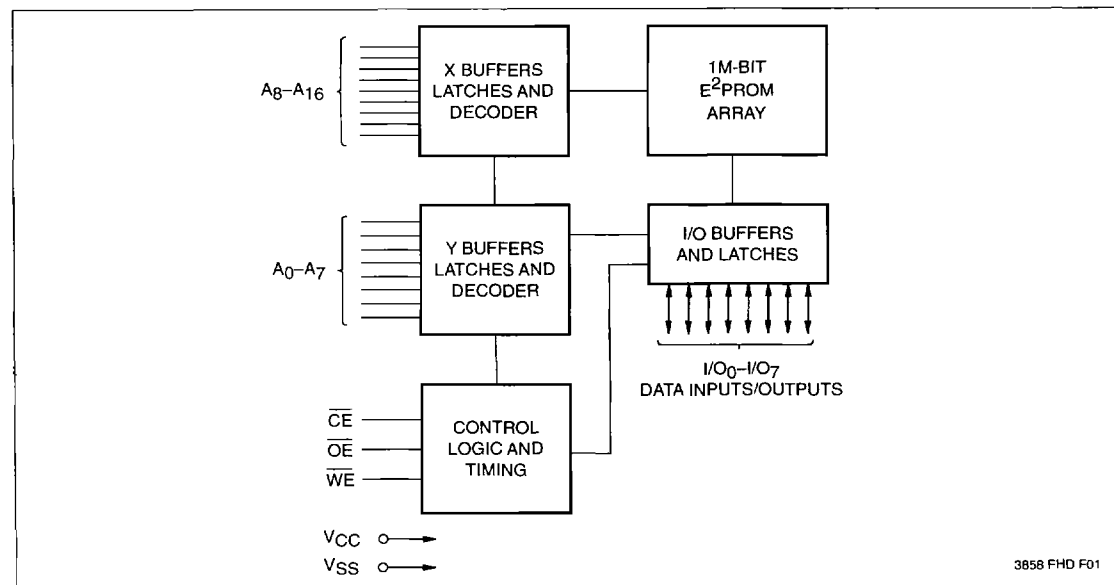 A8–A16
X BUFFERS
LATCHES AND
DECODER
1M-BIT
E²PROM
ARRAY
A0–A7
Y BUFFERS
LATCHES AND
DECODER
I/O BUFFERS
AND LATCHES
I/O0–I/O7
DATA INPUTS/OUTPUTS
CE
OE
WE
CONTROL
LOGIC AND
TIMING
VCC
VSS
3858 FHD F01